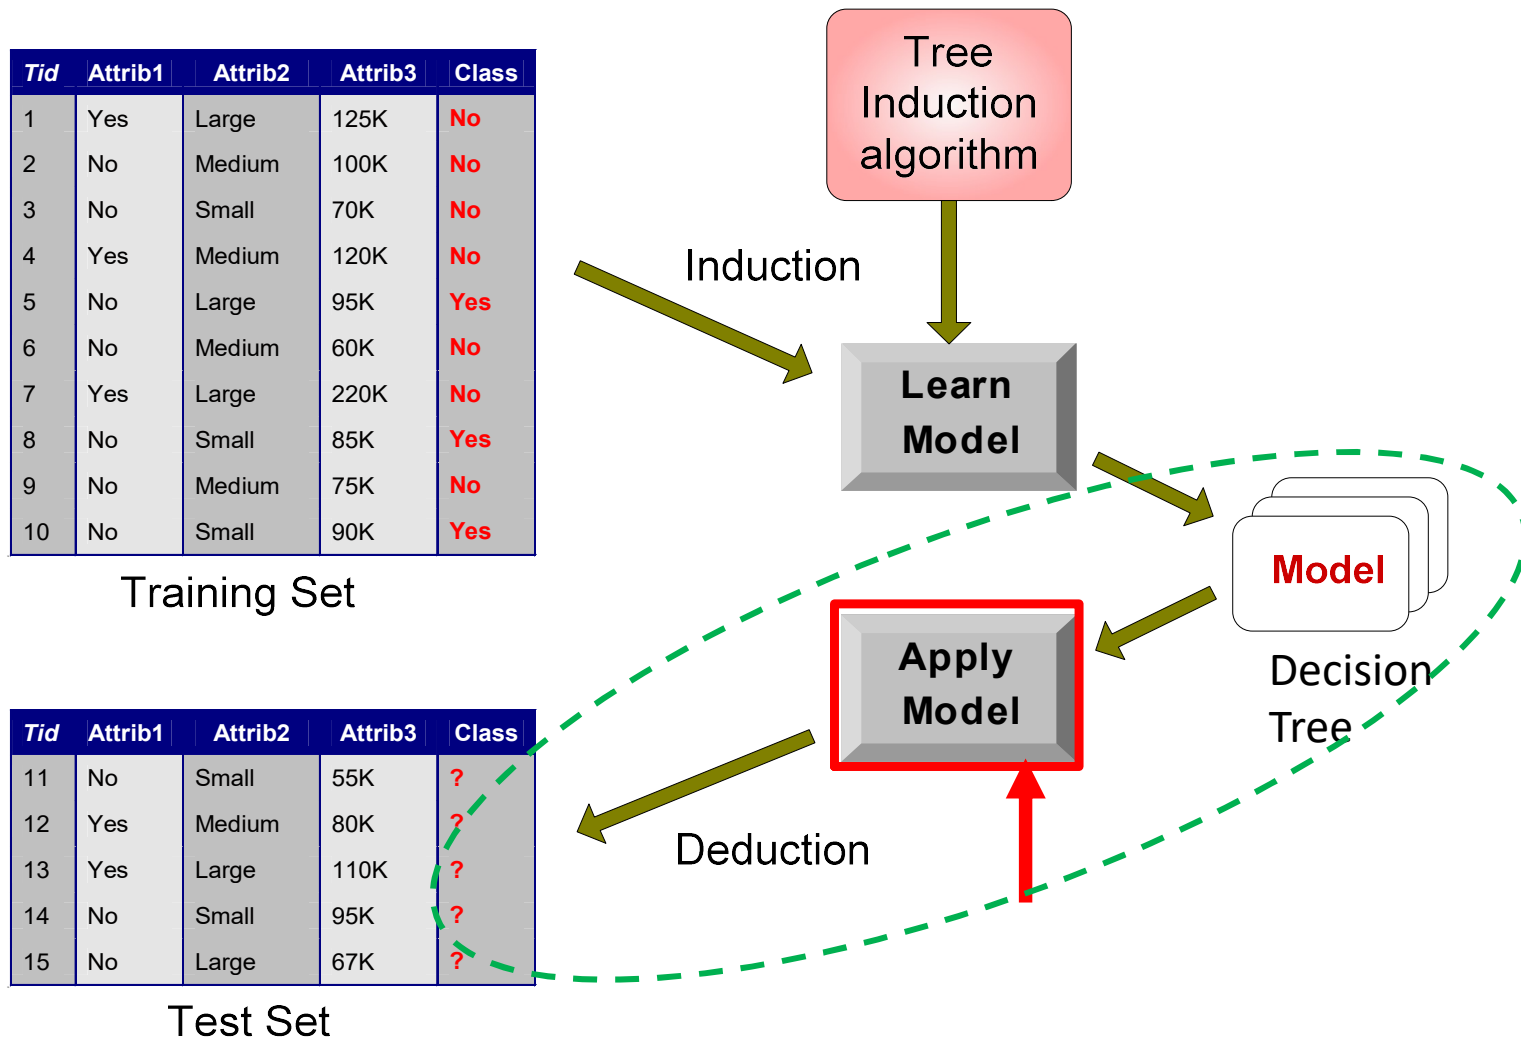 Tid Attrib1 Attrib2 Attrib3 Class
1 Yes Large 125K No
2 No Medium 100K No
3 No Small 70K No
4 Yes Medium 120K No
5 No Large 95K Yes
6 No Medium 60K No
7 Yes Large 220K No
8 No Small 85K Yes
9 No Medium 75K No
10 No Small 90K Yes
Training Set
Tree
Induction
algorithm
Induction
Learn
Model
Model
Decision
Tree
Apply
Model
Deduction
Tid Attrib1 Attrib2 Attrib3 Class
11 No Small 55K ?
12 Yes Medium 80K ?
13 Yes Large 110K ?
14 No Small 95K ?
15 No Large 67K ?
Test Set